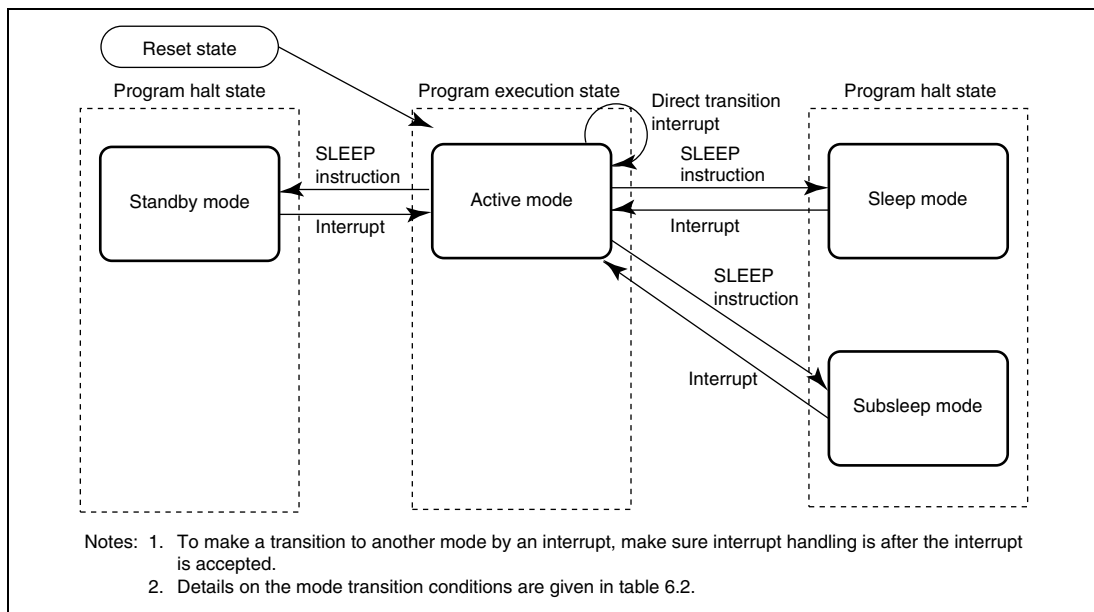 Reset state
Program halt state
Program execution state
Program halt state
Direct transition
interrupt
SLEEP
instruction
SLEEP
instruction
Standby mode
Active mode
Sleep mode
Interrupt
Interrupt
SLEEP
instruction
Interrupt
Subsleep mode
Notes: 1. To make a transition to another mode by an interrupt, make sure interrupt handling is after the interrupt
is accepted.
2. Details on the mode transition conditions are given in table 6.2.